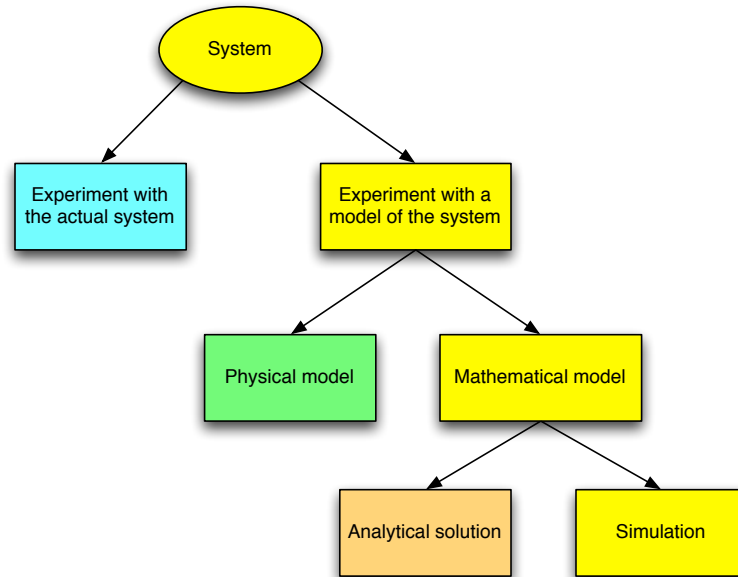 System
Experiment with
the actual system
Experiment with a
model of the system
Physical model
Mathematical model
Analytical solution
Simulation